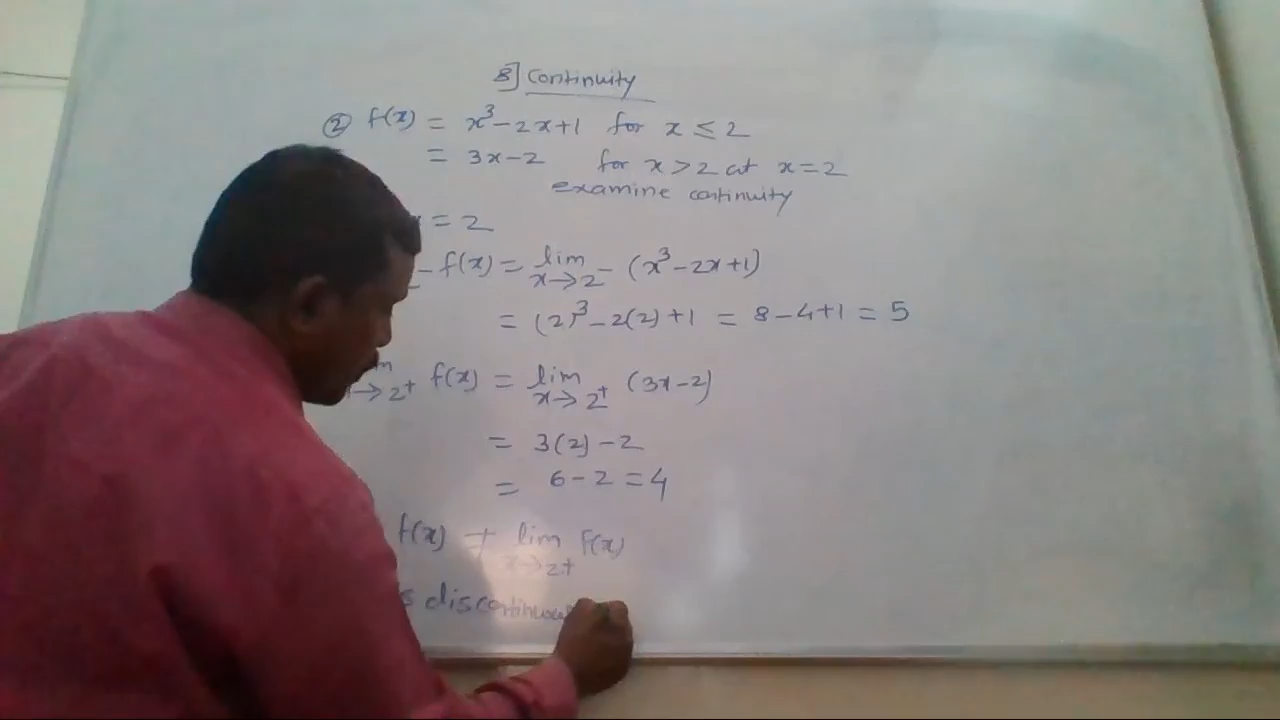 8] Continuity
② f(x) = x³-2x+1 for x ≤ 2
= 3x-2 for x > 2 at x = 2
examine continuity
= 2
- f(x) = lim x→2- (x³-2x+1)
= (2)³-2(2)+1 = 8-4+1 = 5
→2+ f(x) = lim x→2+ (3x-2)
= 3(2)-2
= 6-2 = 4
f(x) ≠ lim x→2+ f(x)